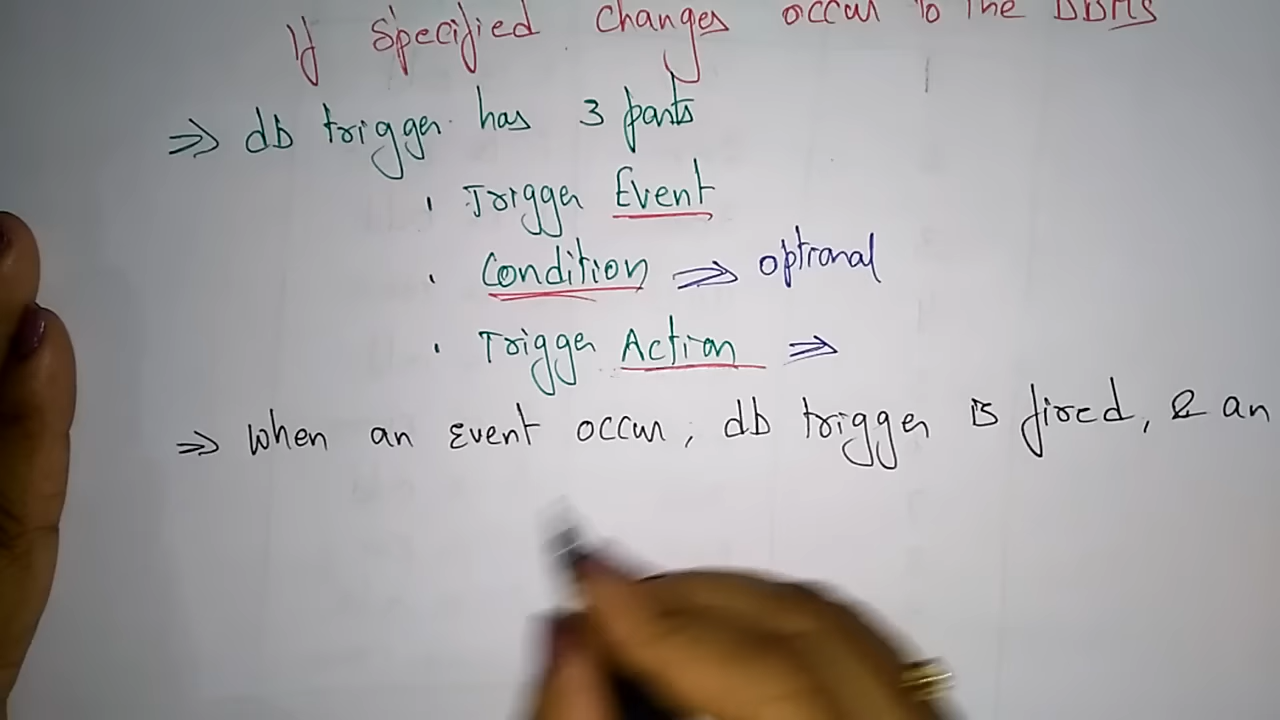 If specified changes occur to the DBMS
⇒ db trigger has 3 parts
. Trigger Event
. Condition ⇒ optional
. Trigger Action ⇒
⇒ When an event occur, db trigger is fired, & an